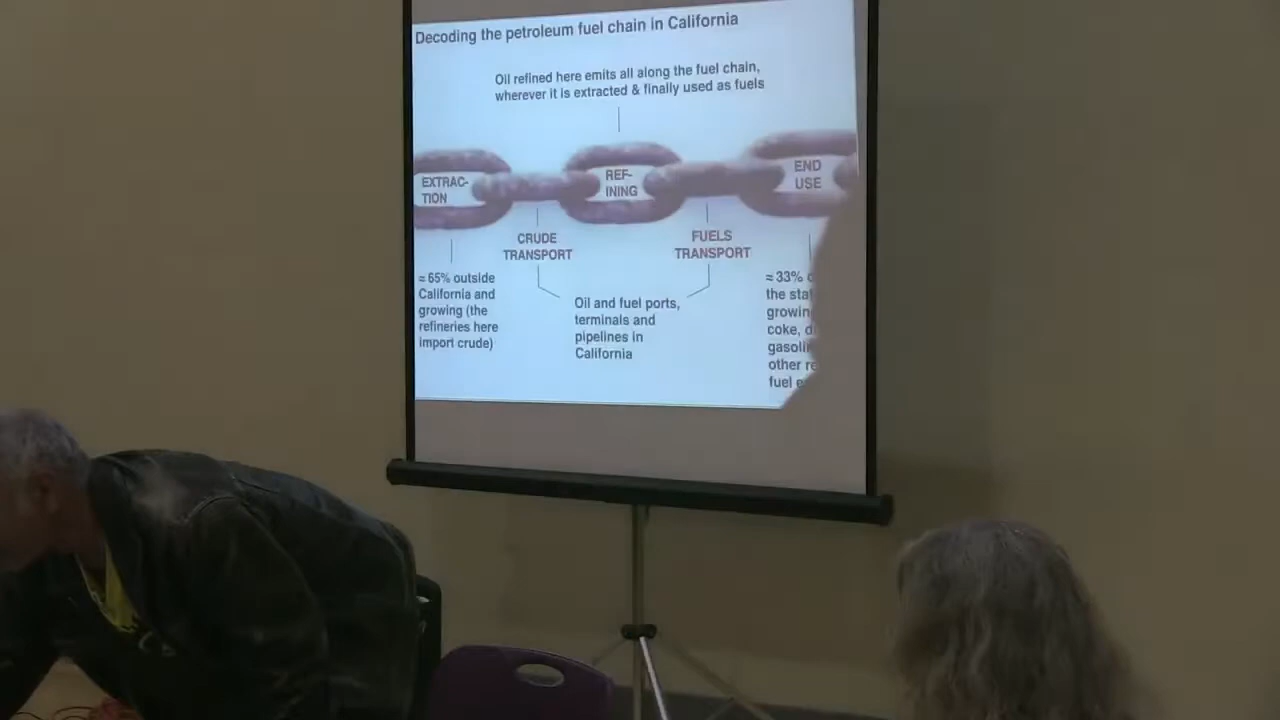 Decoding the petroleum fuel chain in California
Oil refined here emits all along the fuel chain,
wherever it is extracted & finally used as fuels
EXTRAC-
TION
REF-
INING
END
USE
CRUDE
TRANSPORT
FUELS
TRANSPORT
≈ 65% outside
California and
growing (the
refineries here
import crude)
Oil and fuel ports,
terminals and
pipelines in
California
≈ 33%
the
coke,
other
fuel